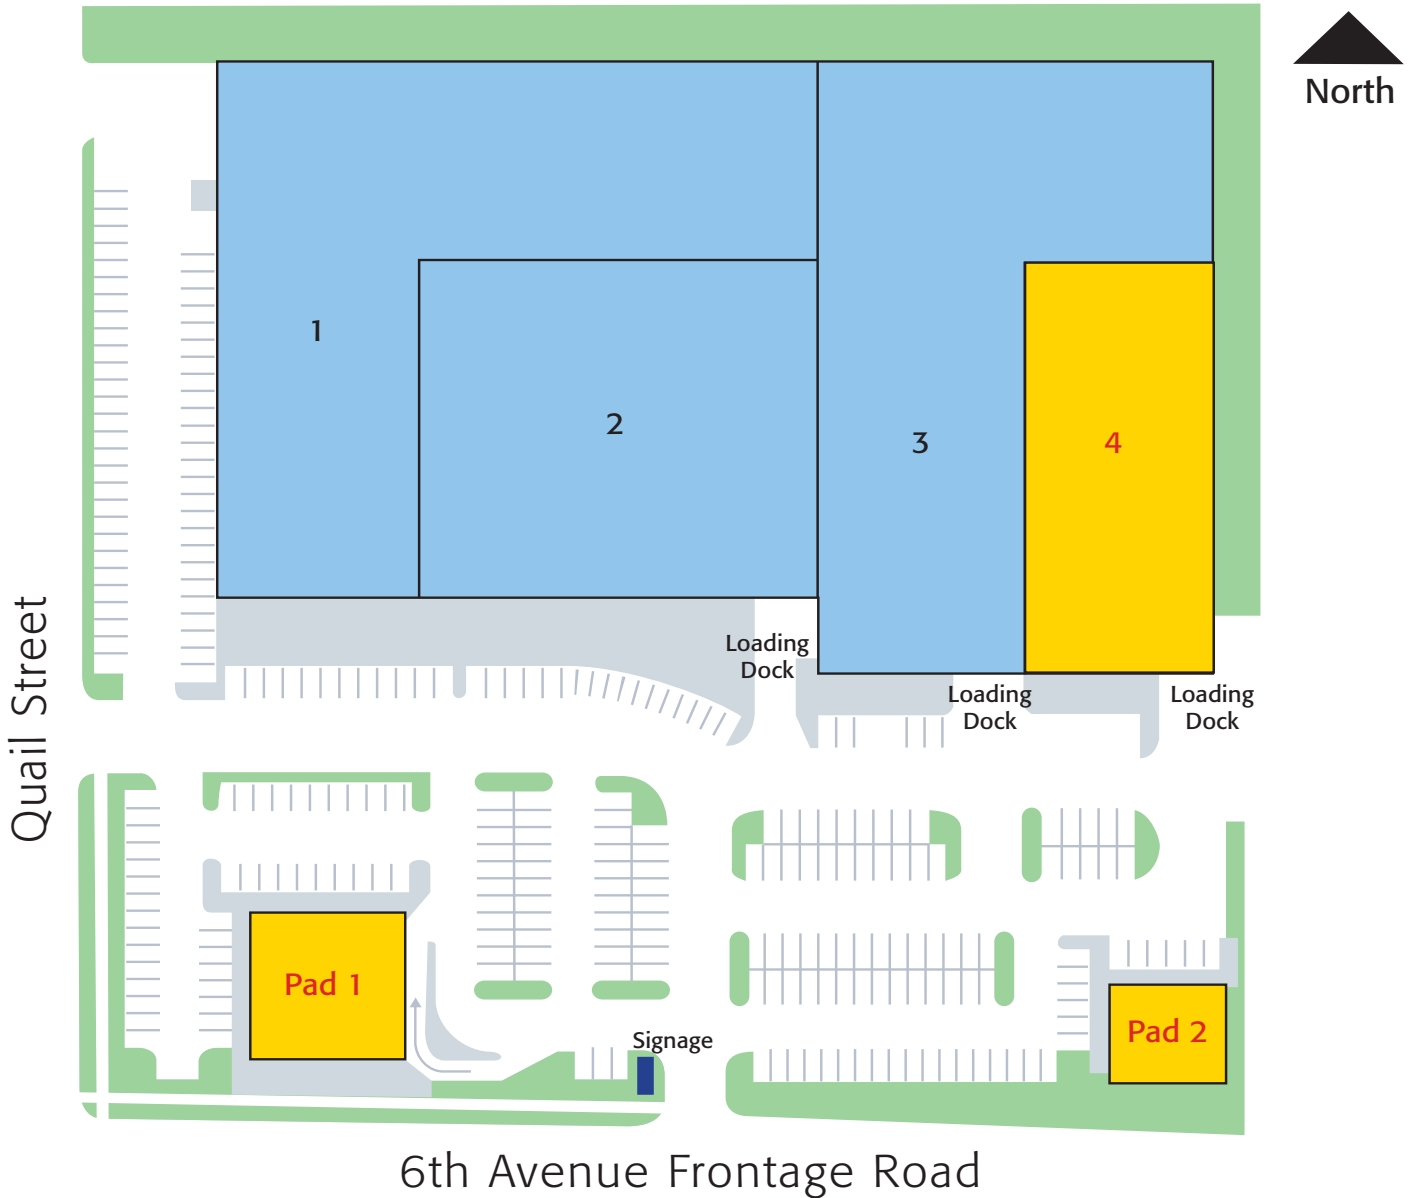 North
1
2
3
4
Loading
Dock
Loading
Dock
Loading
Dock
Quail Street
Pad 1
Signage
Pad 2
6th Avenue Frontage Road